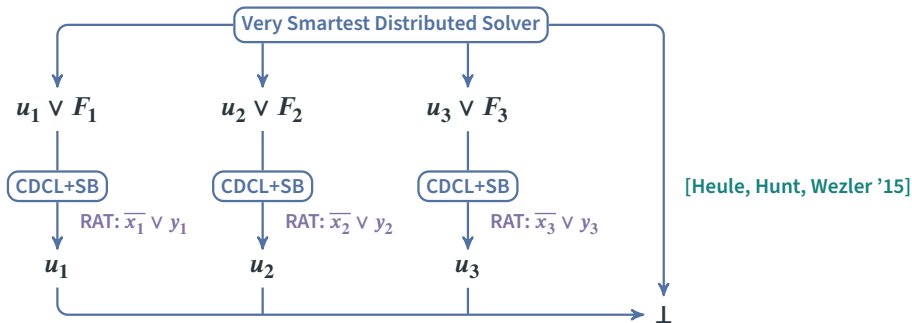 Very Smartest Distributed Solver
u₁ ∨ F₁ u₂ ∨ F₂ u₃ ∨ F₃
CDCL+SB CDCL+SB CDCL+SB [Heule, Hunt, Wezler ’15]
RAT: x̅₁ ∨ y₁ RAT: x̅₂ ∨ y₂ RAT: x̅₃ ∨ y₃
u₁ u₂ u₃
⊥